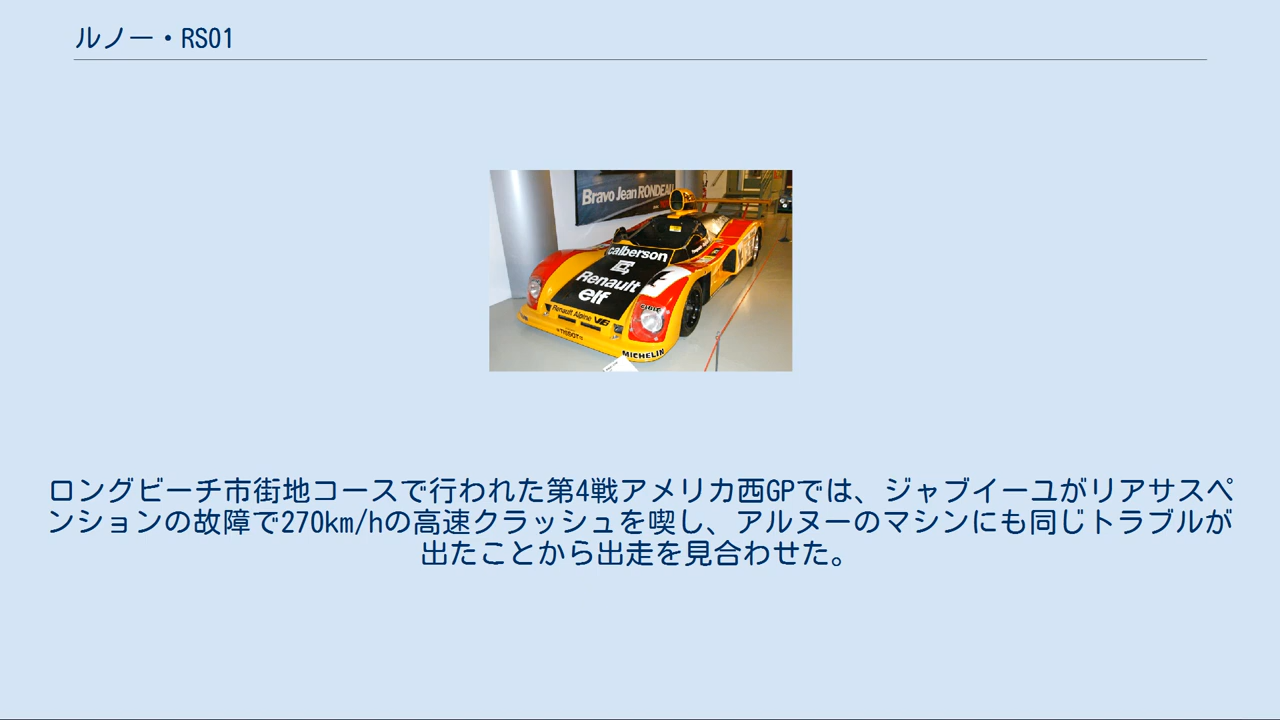 ルノー・RS01
Bravo Jean RONDEAU
Calberson
Renault
elf
Renault Alpine V6
TISSOT
MICHELIN
ロングビーチ市街地コースで行われた第4戦アメリカ西GPでは、ジャブイーユがリアサスペ
ンションの故障で270km/hの高速クラッシュを喫し、アルヌーのマシンにも同じトラブルが
出たことから出走を見合わせた。